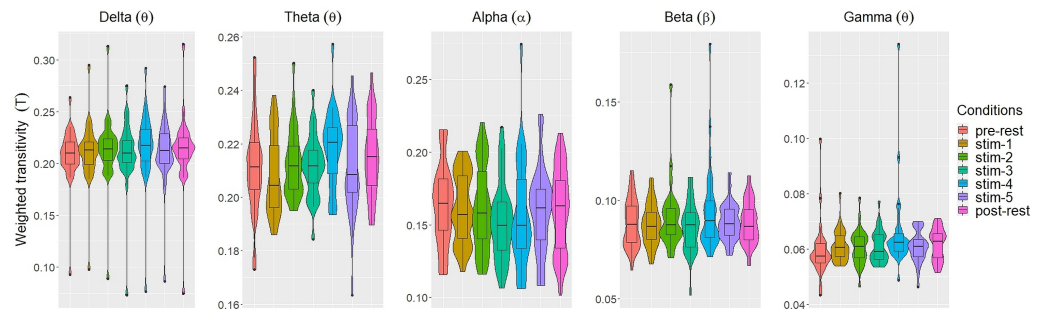 Delta (θ)
Theta (θ)
Alpha (α)
Beta (β)
Gamma (θ)
Weighted transitivity (T)
0.30
0.25
0.20
0.15
0.10
0.26
0.24
0.22
0.20
0.18
0.16
0.25
0.20
0.15
0.10
0.15
0.10
0.05
0.12
0.10
0.08
0.06
0.04
Conditions
pre-rest
stim-1
stim-2
stim-3
stim-4
stim-5
post-rest